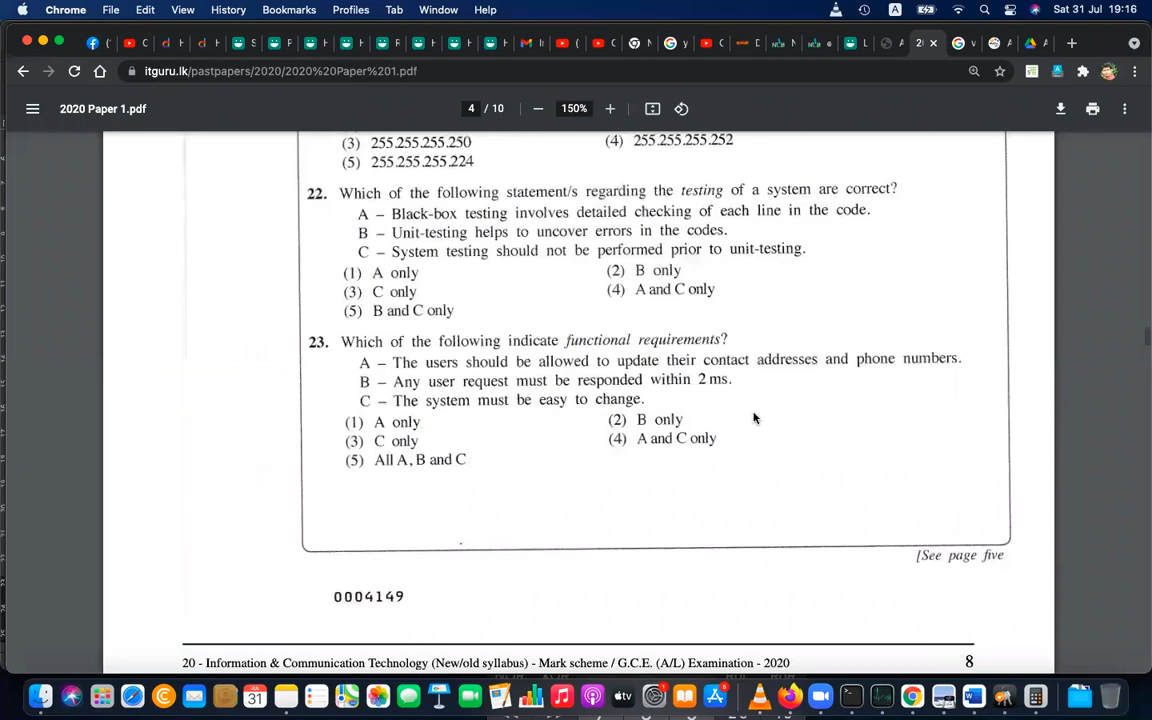 Chrome File Edit View History Bookmarks Profiles Tab Window Help A Sat 31 Jul 19:16
itguru.lk/pastpapers/2020/2020%20Paper%201.pdf
2020 Paper 1.pdf 4 / 10 150%
(3) 255.255.255.250 (4) 255.255.255.252
(5) 255.255.255.224
22. Which of the following statement/s regarding the testing of a system are correct?
A – Black-box testing involves detailed checking of each line in the code.
B – Unit-testing helps to uncover errors in the codes.
C – System testing should not be performed prior to unit-testing.
(1) A only (2) B only
(3) C only (4) A and C only
(5) B and C only
23. Which of the following indicate functional requirements?
A – The users should be allowed to update their contact addresses and phone numbers.
B – Any user request must be responded within 2 ms.
C – The system must be easy to change.
(1) A only (2) B only
(3) C only (4) A and C only
(5) All A, B and C
[See page five
0004149
20 - Information & Communication Technology (New/old syllabus) - Mark scheme / G.C.E. (A/L) Examination - 2020 8